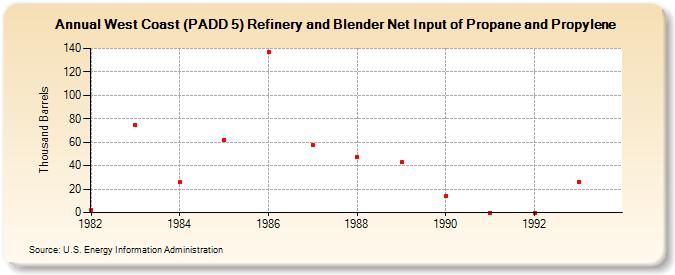 Annual West Coast (PADD 5) Refinery and Blender Net Input of Propane and Propylene
Thousand Barrels
140
120
100
80
60
40
20
0
1982 1984 1986 1988 1990 1992
Source: U.S. Energy Information Administration